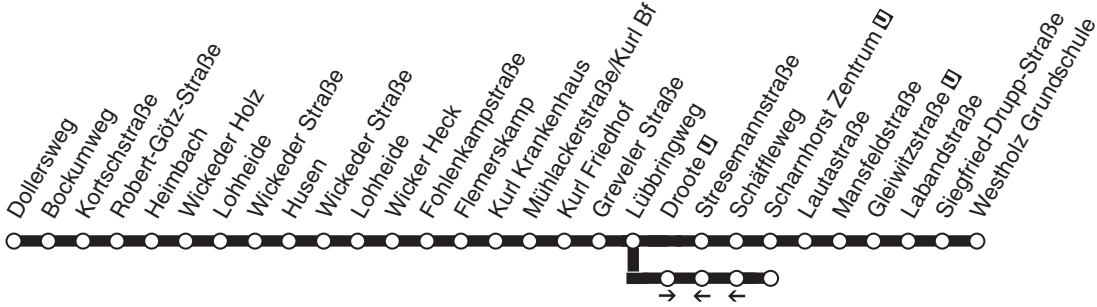 Dollersweg
Bockumweg
Kortschstraße
Robert-Götz-Straße
Heimbach
Wickeder Holz
Lohheide
Wickeder Straße
Husen
Wickeder Straße
Lohheide
Wicker Heck
Fohlenkampstraße
Flemerskamp
Kurl Krankenhaus
Mühlackerstraße/Kurl Bf
Kurl Friedhof
Greveler Straße
Lübbringweg
Droote U
Stresemannstraße
Schäffleweg
Scharnhorst Zentrum U
Lautastraße
Mansfeldstraße
Gleiwitzstraße U
Labandstraße
Siegfried-Drupp-Straße
Westholz Grundschule